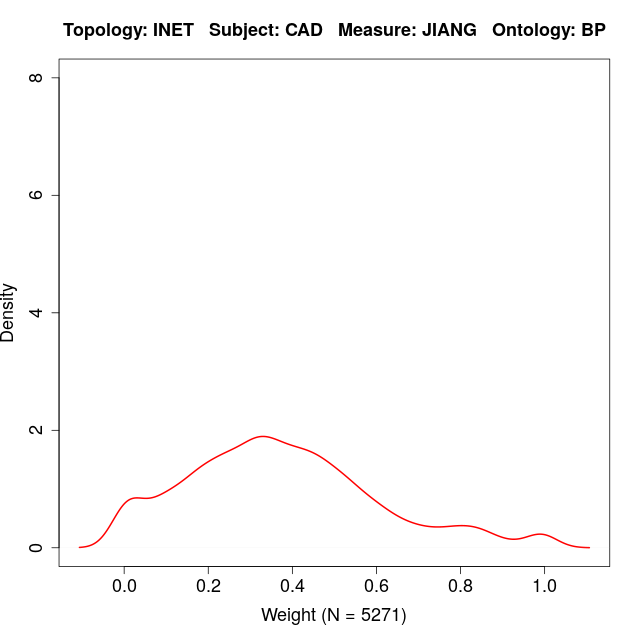 Topology: INET   Subject: CAD   Measure: JIANG   Ontology: BP
8
6
4
2
0
Density
0.0 0.2 0.4 0.6 0.8 1.0
Weight (N = 5271)